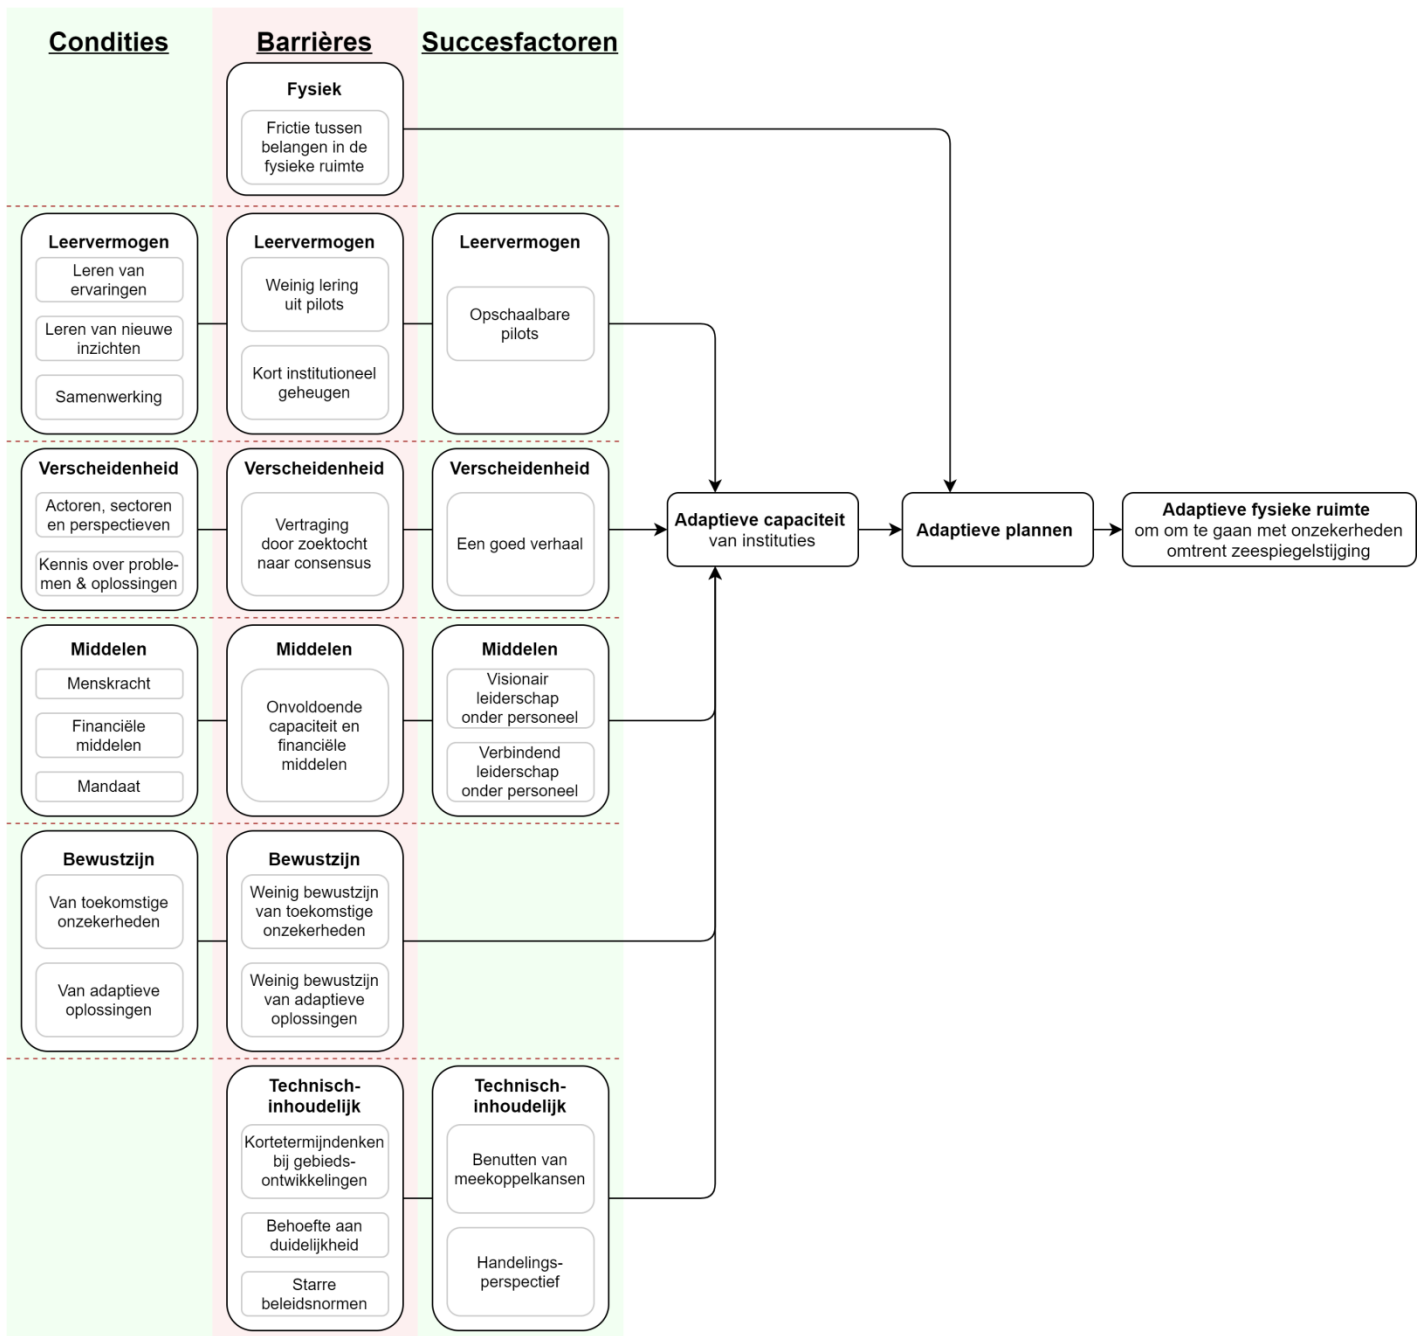 Condities
Barrières
Succesfactoren
Fysiek
Frictie tussen
belangen in de
fysieke ruimte
Leervermogen
Leren van
ervaringen
Leren van nieuwe
inzichten
Samenwerking
Leervermogen
Weinig lering
uit pilots
Kort institutioneel
geheugen
Leervermogen
Opschaalbare
pilots
Verscheidenheid
Actoren, sectoren
en perspectieven
Kennis over proble-
men & oplossingen
Verscheidenheid
Vertraging
door zoektocht
naar consensus
Verscheidenheid
Een goed verhaal
Adaptieve capaciteit
van instituties
Adaptieve plannen
Adaptieve fysieke ruimte
om om te gaan met onzekerheden
omtrent zeespiegelstijging
Middelen
Menskracht
Financiële
middelen
Mandaat
Middelen
Onvoldoende
capaciteit en
financiële
middelen
Middelen
Visionair
leiderschap
onder personeel
Verbindend
leiderschap
onder personeel
Bewustzijn
Van toekomstige
onzekerheden
Van adaptieve
oplossingen
Bewustzijn
Weinig bewustzijn
van toekomstige
onzekerheden
Weinig bewustzijn
van adaptieve
oplossingen
Technisch-
inhoudelijk
Kortetermijndenken
bij gebieds-
ontwikkelingen
Behoefte aan
duidelijkheid
Starre
beleidsnormen
Technisch-
inhoudelijk
Benutten van
meekoppelkansen
Handelings-
perspectief